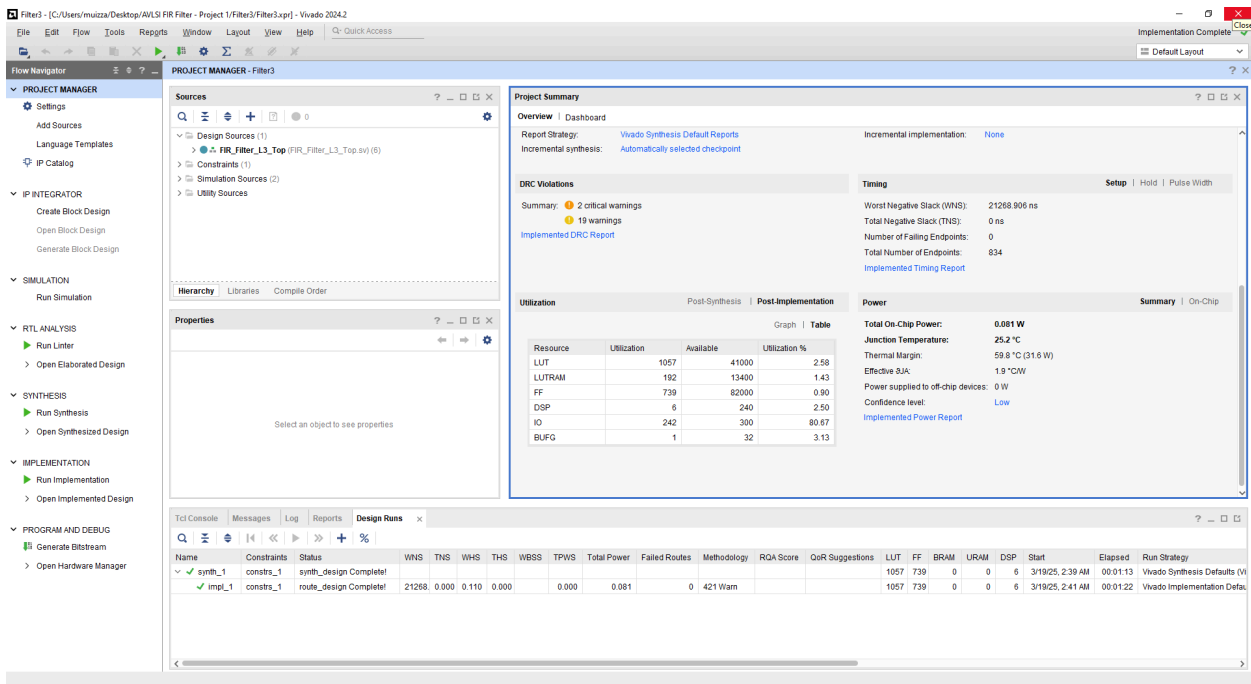 Filter3 - [C:/Users/muizza/Desktop/AVLSI FIR Filter - Project 1/Filter3/Filter3.xpr] - Vivado 2024.2
Close
File Edit Flow Tools Reports Window Layout View Help Q- Quick Access Implementation Complete
Default Layout
Flow Navigator
PROJECT MANAGER
Settings
Add Sources
Language Templates
IP Catalog
IP INTEGRATOR
Create Block Design
Open Block Design
Generate Block Design
SIMULATION
Run Simulation
RTL ANALYSIS
Run Linter
Open Elaborated Design
SYNTHESIS
Run Synthesis
Open Synthesized Design
IMPLEMENTATION
Run Implementation
Open Implemented Design
PROGRAM AND DEBUG
Generate Bitstream
Open Hardware Manager
PROJECT MANAGER - Filter3
Sources
0
Design Sources (1)
FIR_Filter_L3_Top (FIR_Filter_L3_Top.sv) (6)
Constraints (1)
Simulation Sources (2)
Utility Sources
Hierarchy Libraries Compile Order
Properties
Select an object to see properties
Project Summary
Overview | Dashboard
Report Strategy: Vivado Synthesis Default Reports
Incremental synthesis: Automatically selected checkpoint
Incremental implementation: None
DRC Violations
Summary: 2 critical warnings
19 warnings
Implemented DRC Report
Timing Setup | Hold | Pulse Width
Worst Negative Slack (WNS): 21268.906 ns
Total Negative Slack (TNS): 0 ns
Number of Failing Endpoints: 0
Total Number of Endpoints: 834
Implemented Timing Report
Utilization Post-Synthesis | Post-Implementation
Graph | Table
Resource Utilization Available Utilization %
LUT 1057 41000 2.58
LUTRAM 192 13400 1.43
FF 739 82000 0.90
DSP 6 240 2.50
IO 242 300 80.67
BUFG 1 32 3.13
Power Summary | On-Chip
Total On-Chip Power: 0.081 W
Junction Temperature: 25.2 °C
Thermal Margin: 59.8 °C (31.6 W)
Effective ϑJA: 1.9 °C/W
Power supplied to off-chip devices: 0 W
Confidence level: Low
Implemented Power Report
Tcl Console Messages Log Reports Design Runs
Name Constraints Status WNS TNS WHS THS WBSS TPWS Total Power Failed Routes Methodology RQA Score QoR Suggestions LUT FF BRAM URAM DSP Start Elapsed Run Strategy
synth_1 constrs_1 synth_design Complete! 1057 739 0 0 6 3/19/25, 2:39 AM 00:01:13 Vivado Synthesis Defaults (Vi
impl_1 constrs_1 route_design Complete! 21268. 0.000 0.110 0.000 0.000 0.081 0 421 Warn 1057 739 0 0 6 3/19/25, 2:41 AM 00:01:22 Vivado Implementation Defau